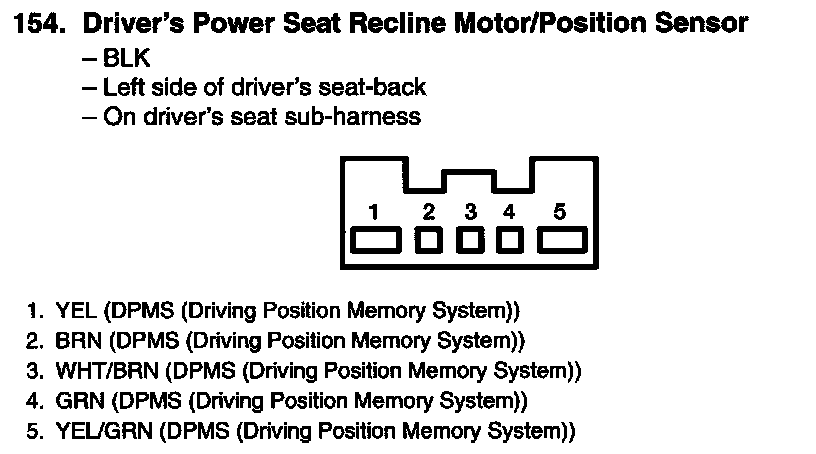 154. Driver's Power Seat Recline Motor/Position Sensor
– BLK
– Left side of driver's seat-back
– On driver's seat sub-harness
1 2 3 4 5
1. YEL (DPMS (Driving Position Memory System))
2. BRN (DPMS (Driving Position Memory System))
3. WHT/BRN (DPMS (Driving Position Memory System))
4. GRN (DPMS (Driving Position Memory System))
5. YEL/GRN (DPMS (Driving Position Memory System))